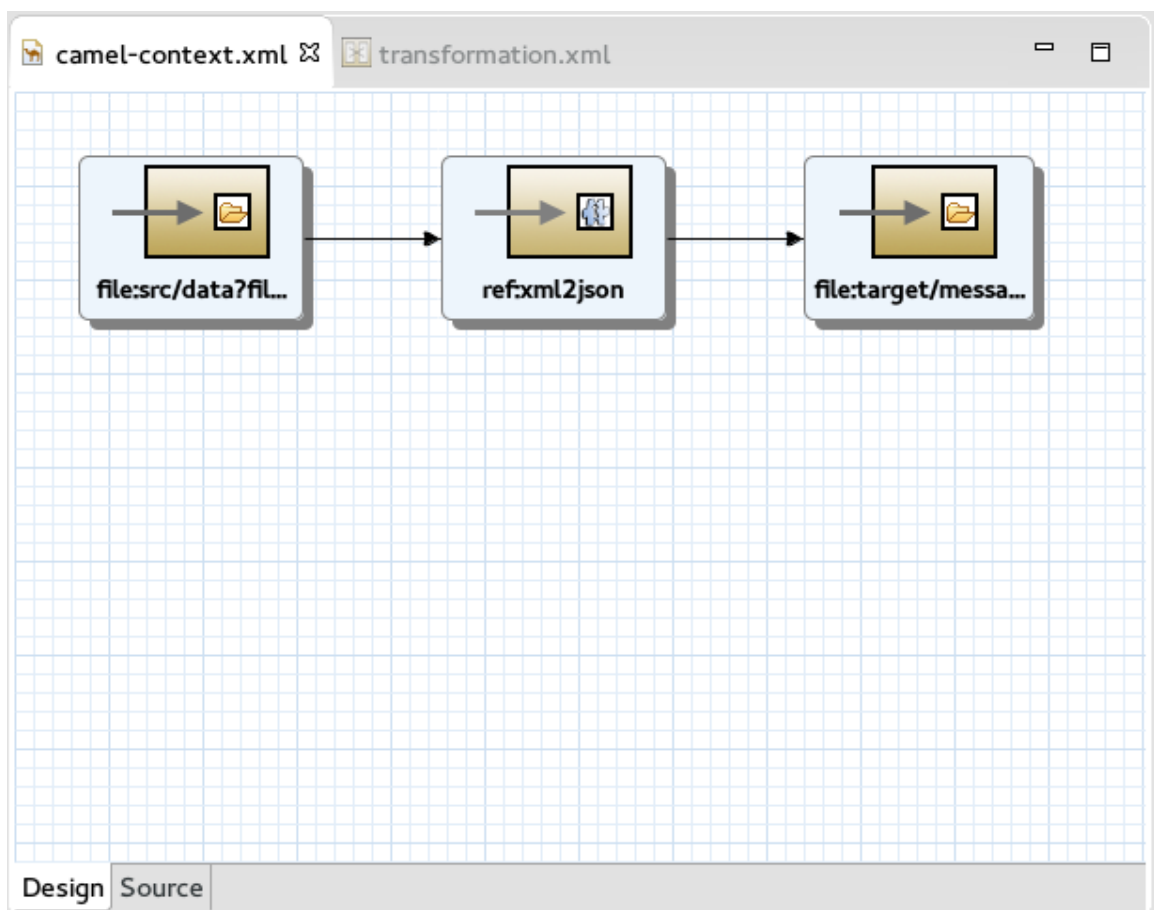 camel-context.xml
transformation.xml
file:src/data?fil...
ref:xml2json
file:target/messa...
Design
Source